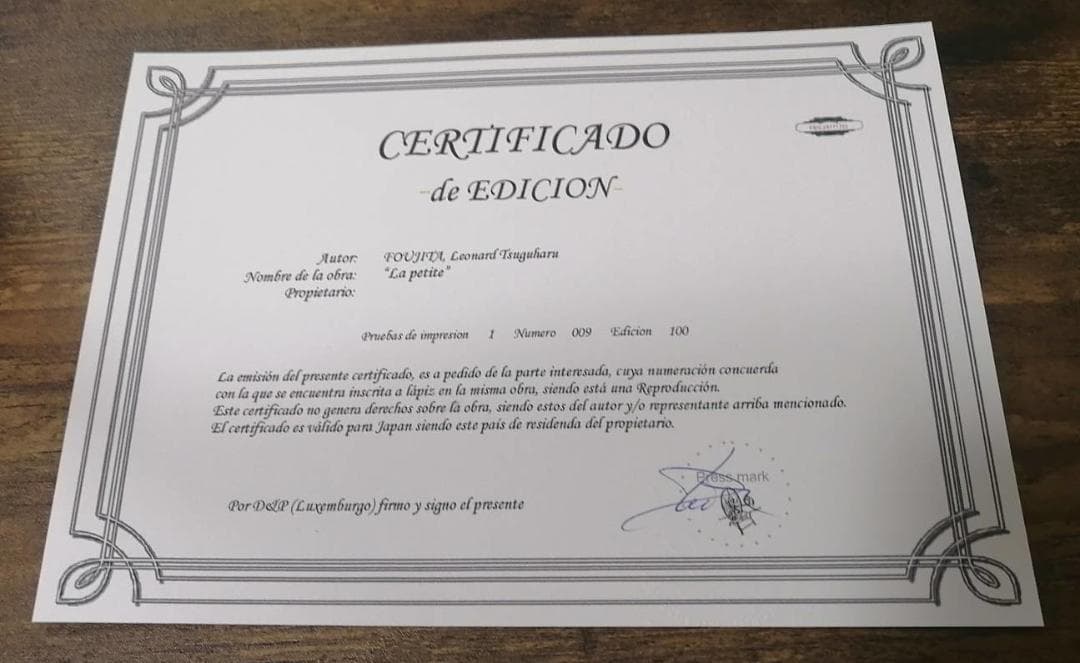 CERTIFICADO
-de EDICION-
Autor: FOUJITA, Leonard Tsuguharu
Nombre de la obra: "La petite"
Propietario:
Pruebas de impresion 1 Numero 009 Edicion 100
La emisión del presente certificado, es a pedido de la parte interesada, cuya numeración concuerda
con la que se encuentra inscrita a lápiz en la misma obra, siendo está una Reproducción.
Este certificado no genera derechos sobre la obra, siendo estos del autor y/o representante arriba mencionado.
El certificado es válido para Japan siendo este país de residenda del propietario.
Press mark
Por D&P (Luxemburgo) firmo y signo el presente